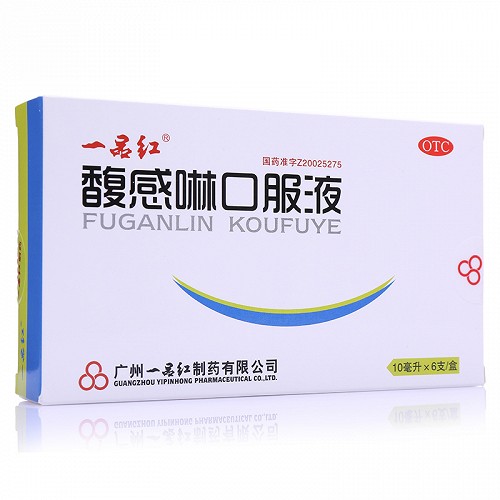 一品红®
OTC
国药准字Z20025275
馥感啉口服液
FUGANLIN KOUFUYE
广州一品红制药有限公司
GUANGZHOU YIPINHONG PHARMACEUTICAL CO.,LTD.
10毫升×6支/盒